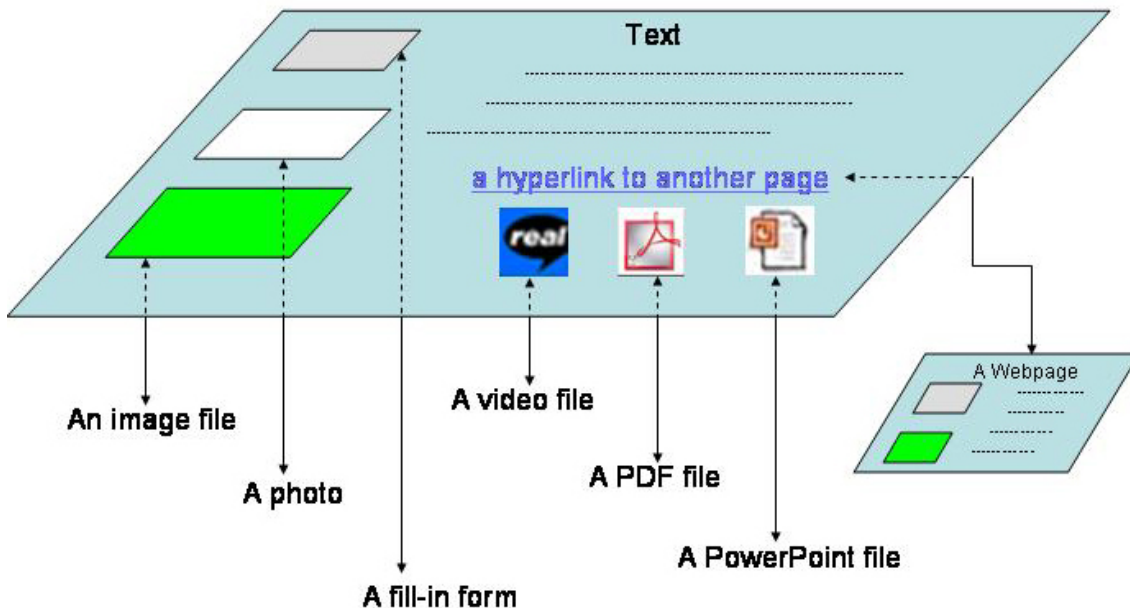 Text
a hyperlink to another page
real
A Webpage
An image file
A video file
A photo
A PDF file
A PowerPoint file
A fill-in form